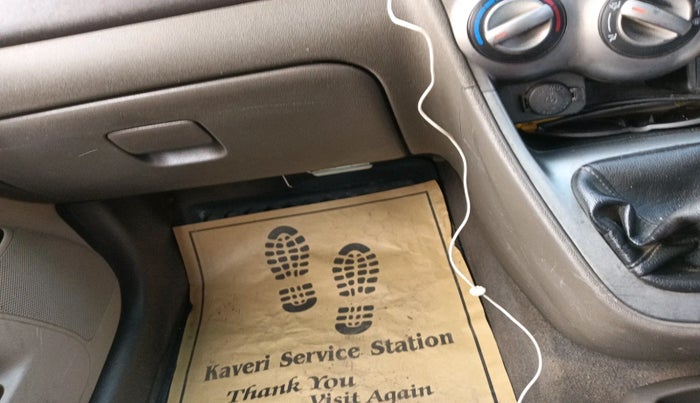 Kaveri Service Station
Thank You
Visit Again